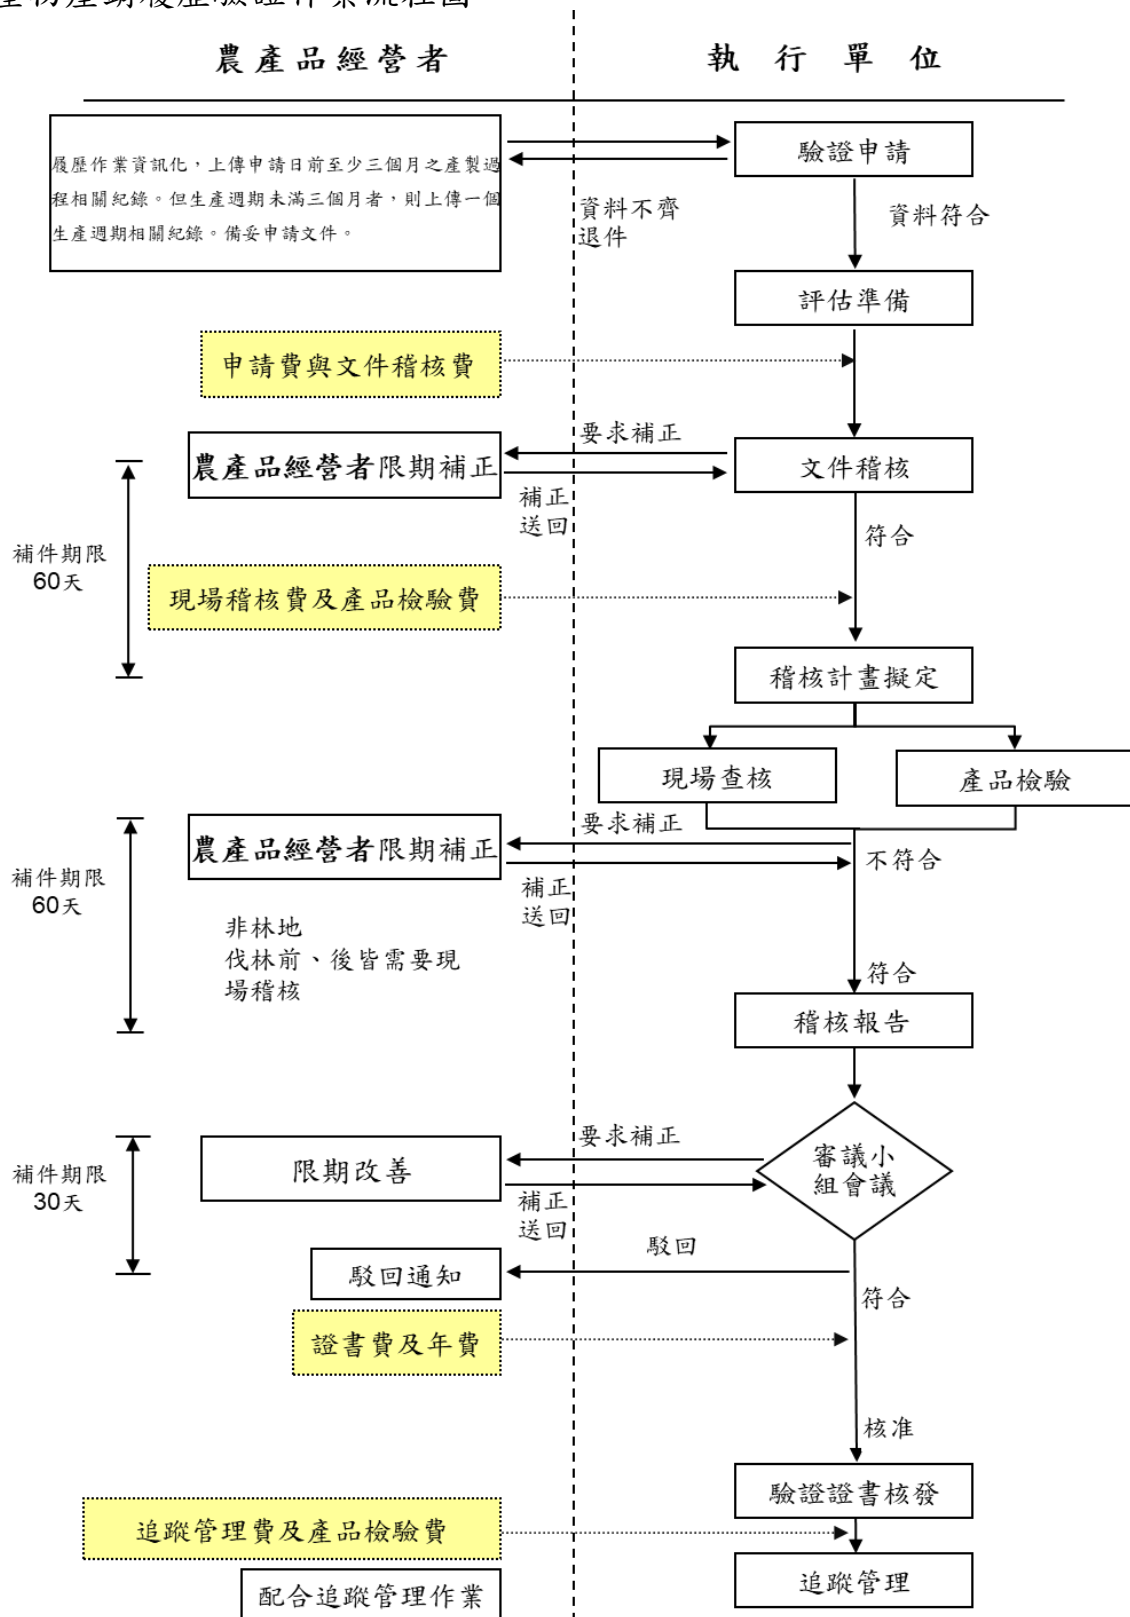 產物產銷履歷驗證作業流程圖
農產品經營者
執行單位
履歷作業資訊化，上傳申請日前至少三個月之產製過
程相關紀錄。但生產週期未滿三個月者，則上傳一個
生產週期相關紀錄。備妥申請文件。
驗證申請
資料不齊
退件
資料符合
評估準備
申請費與文件稽核費
要求補正
農產品經營者限期補正
文件稽核
補正
送回
符合
補件期限
60天
現場稽核費及產品檢驗費
稽核計畫擬定
現場查核
產品檢驗
要求補正
農產品經營者限期補正
不符合
補正
送回
補件期限
60天
非林地
伐林前、後皆需要現
場稽核
符合
稽核報告
要求補正
限期改善
審議小
組會議
補正
送回
補件期限
30天
駁回
駁回通知
符合
證書費及年費
核准
驗證證書核發
追蹤管理費及產品檢驗費
追蹤管理
配合追蹤管理作業